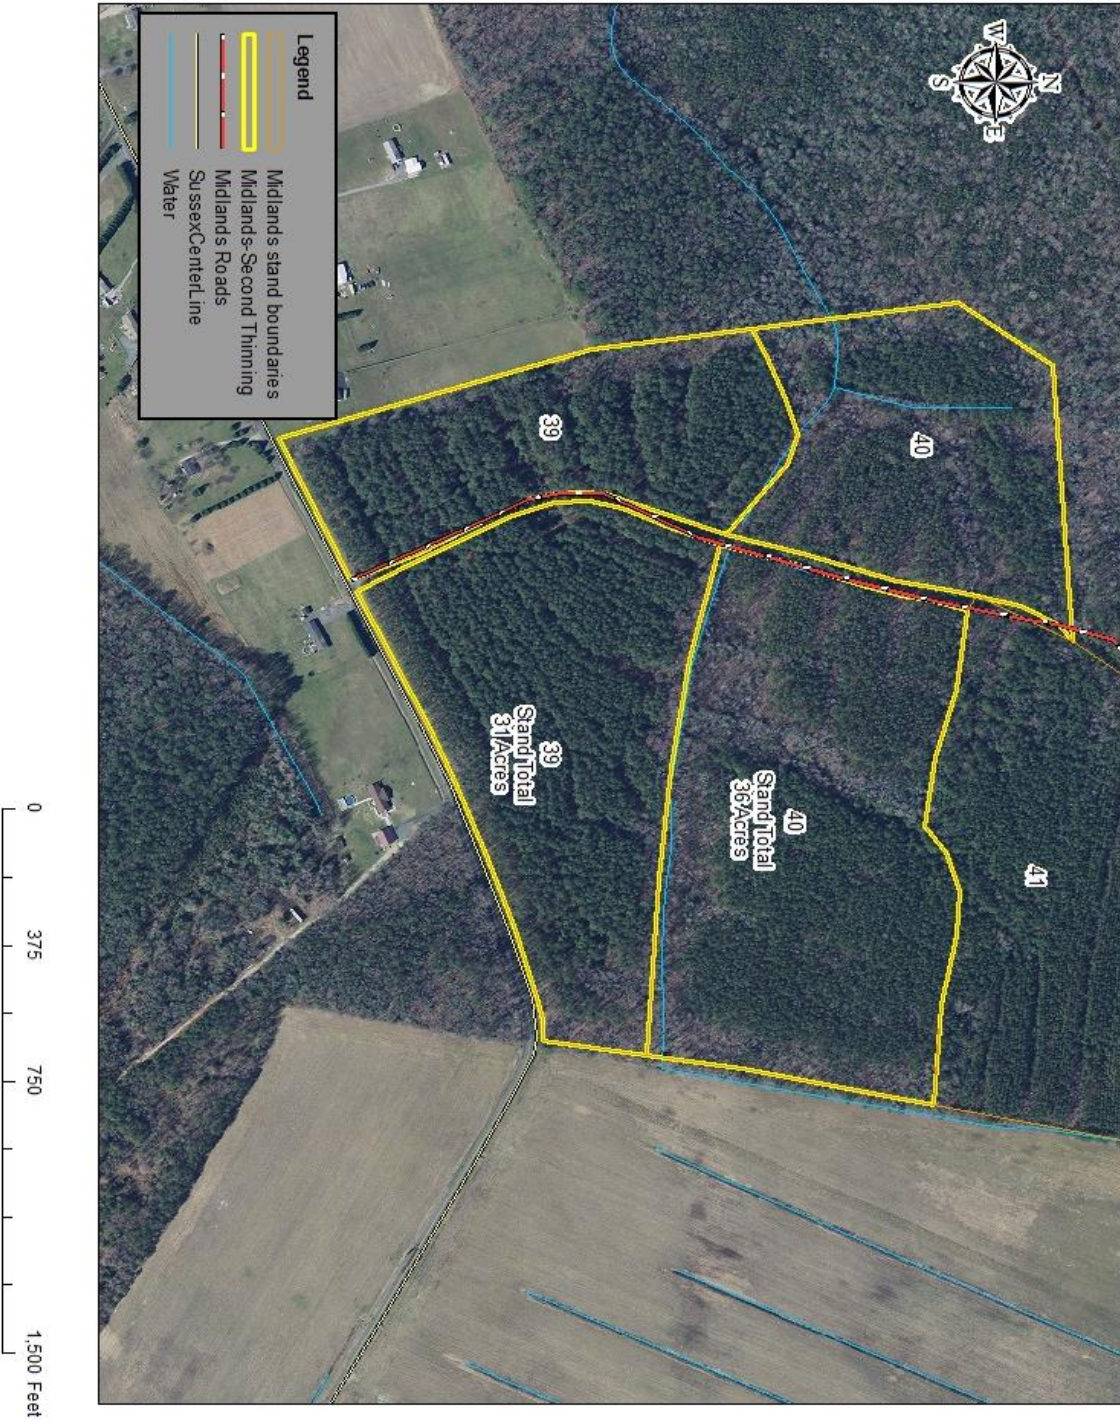 N
W
E
S
Legend
Midlands stand boundaries
Midlands-Second Thinning
Midlands Roads
SussexCenterLine
Water
40
39
41
40
Stand Total
36 Acres
39
Stand Total
31 Acres
0
375
750
1,500 Feet